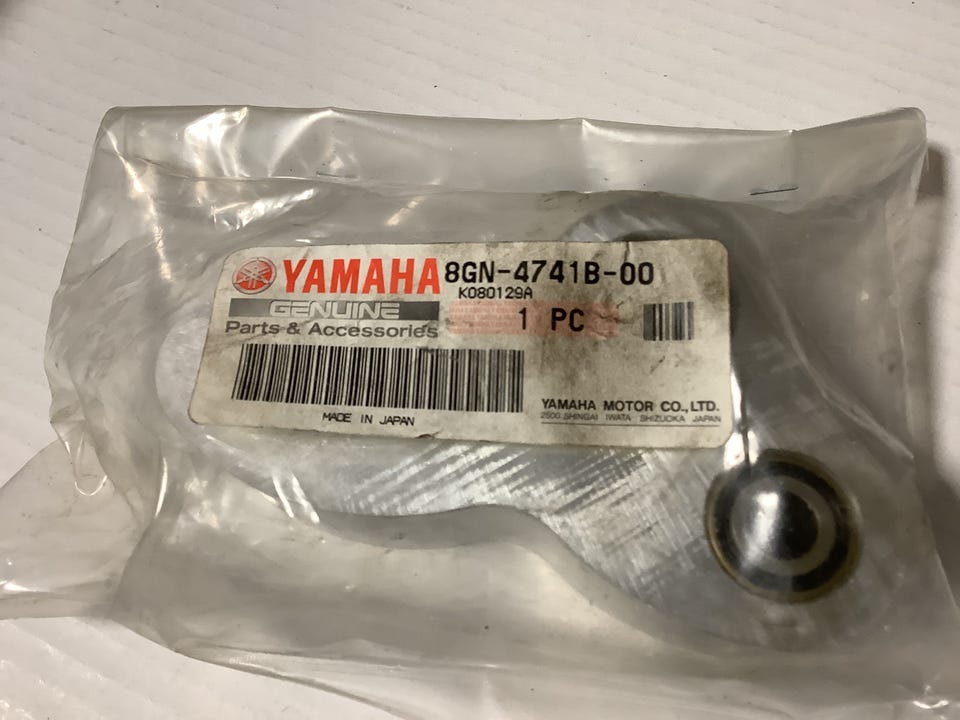 YAMAHA 8GN-4741B-00
K080129A
GENUINE
1 PC
Parts & Accessories
MADE IN JAPAN
YAMAHA MOTOR CO.,LTD.
2500 SHINGAI IWATA SHIZUOKA JAPAN